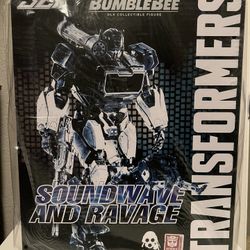 BUMBLEBEE
DLX COLLECTIBLE FIGURE
TRANSFORMERS
SOUNDWAVE
AND RAVAGE